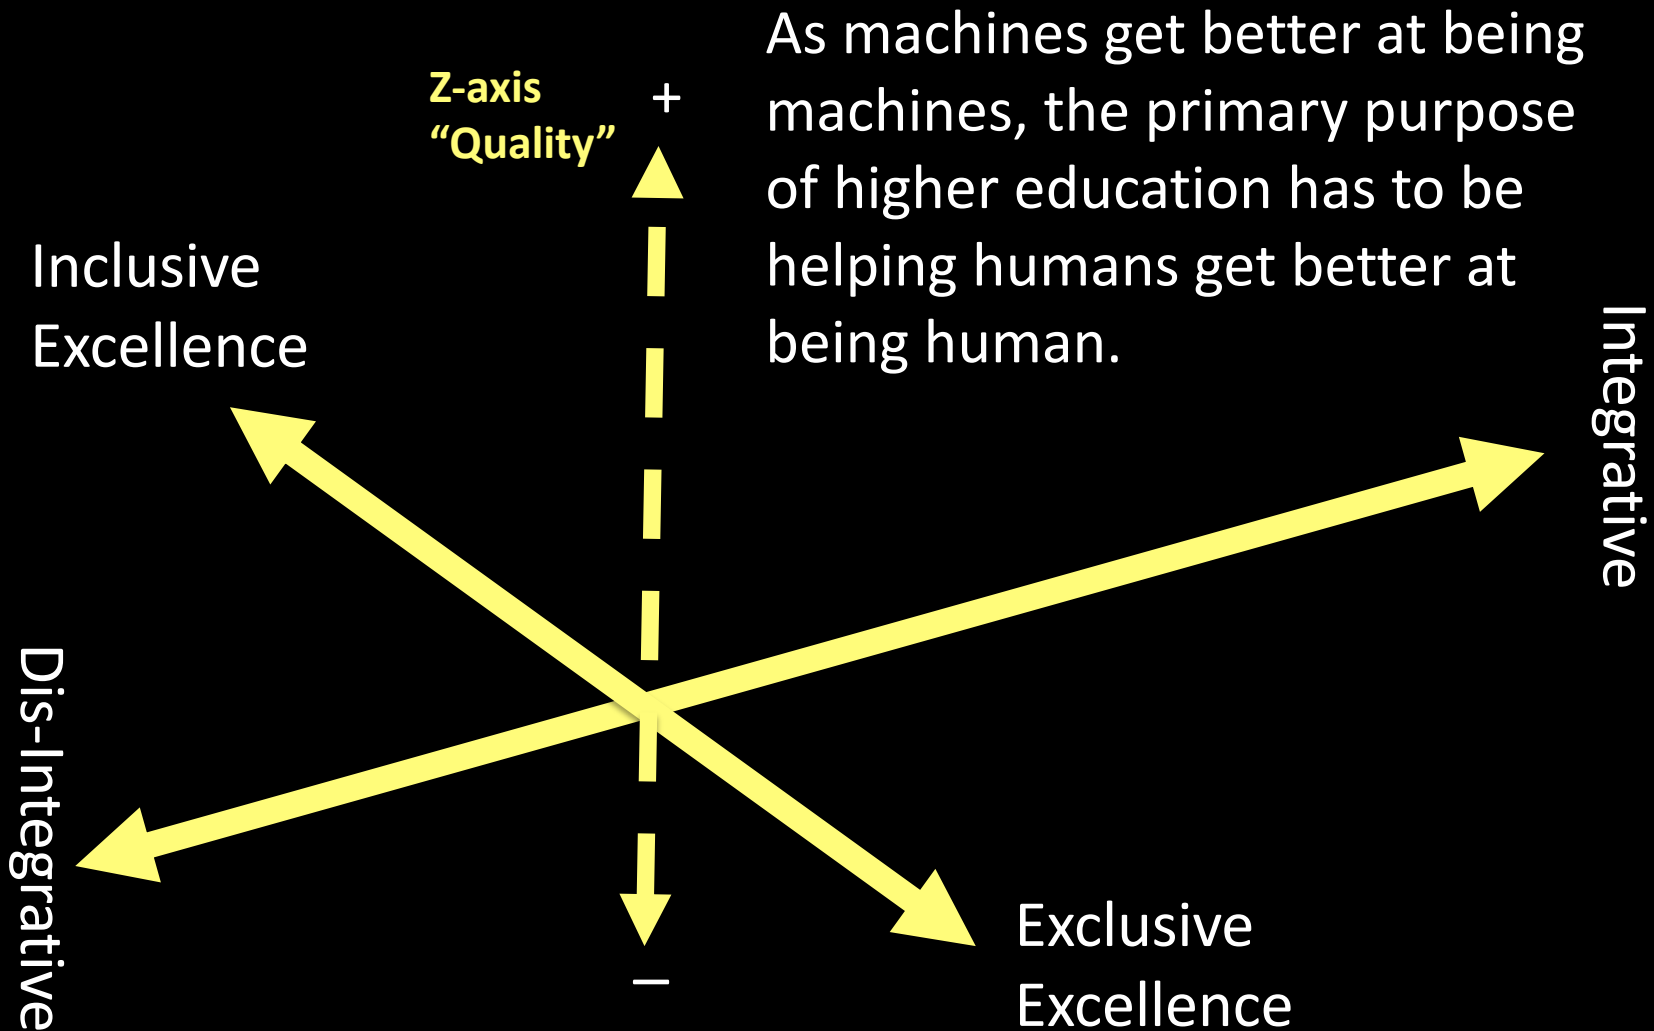 As machines get better at being
machines, the primary purpose
of higher education has to be
helping humans get better at
being human.
Z-axis
“Quality”
+
Inclusive
Excellence
Integrative
Dis-Integrative
Exclusive
Excellence
–